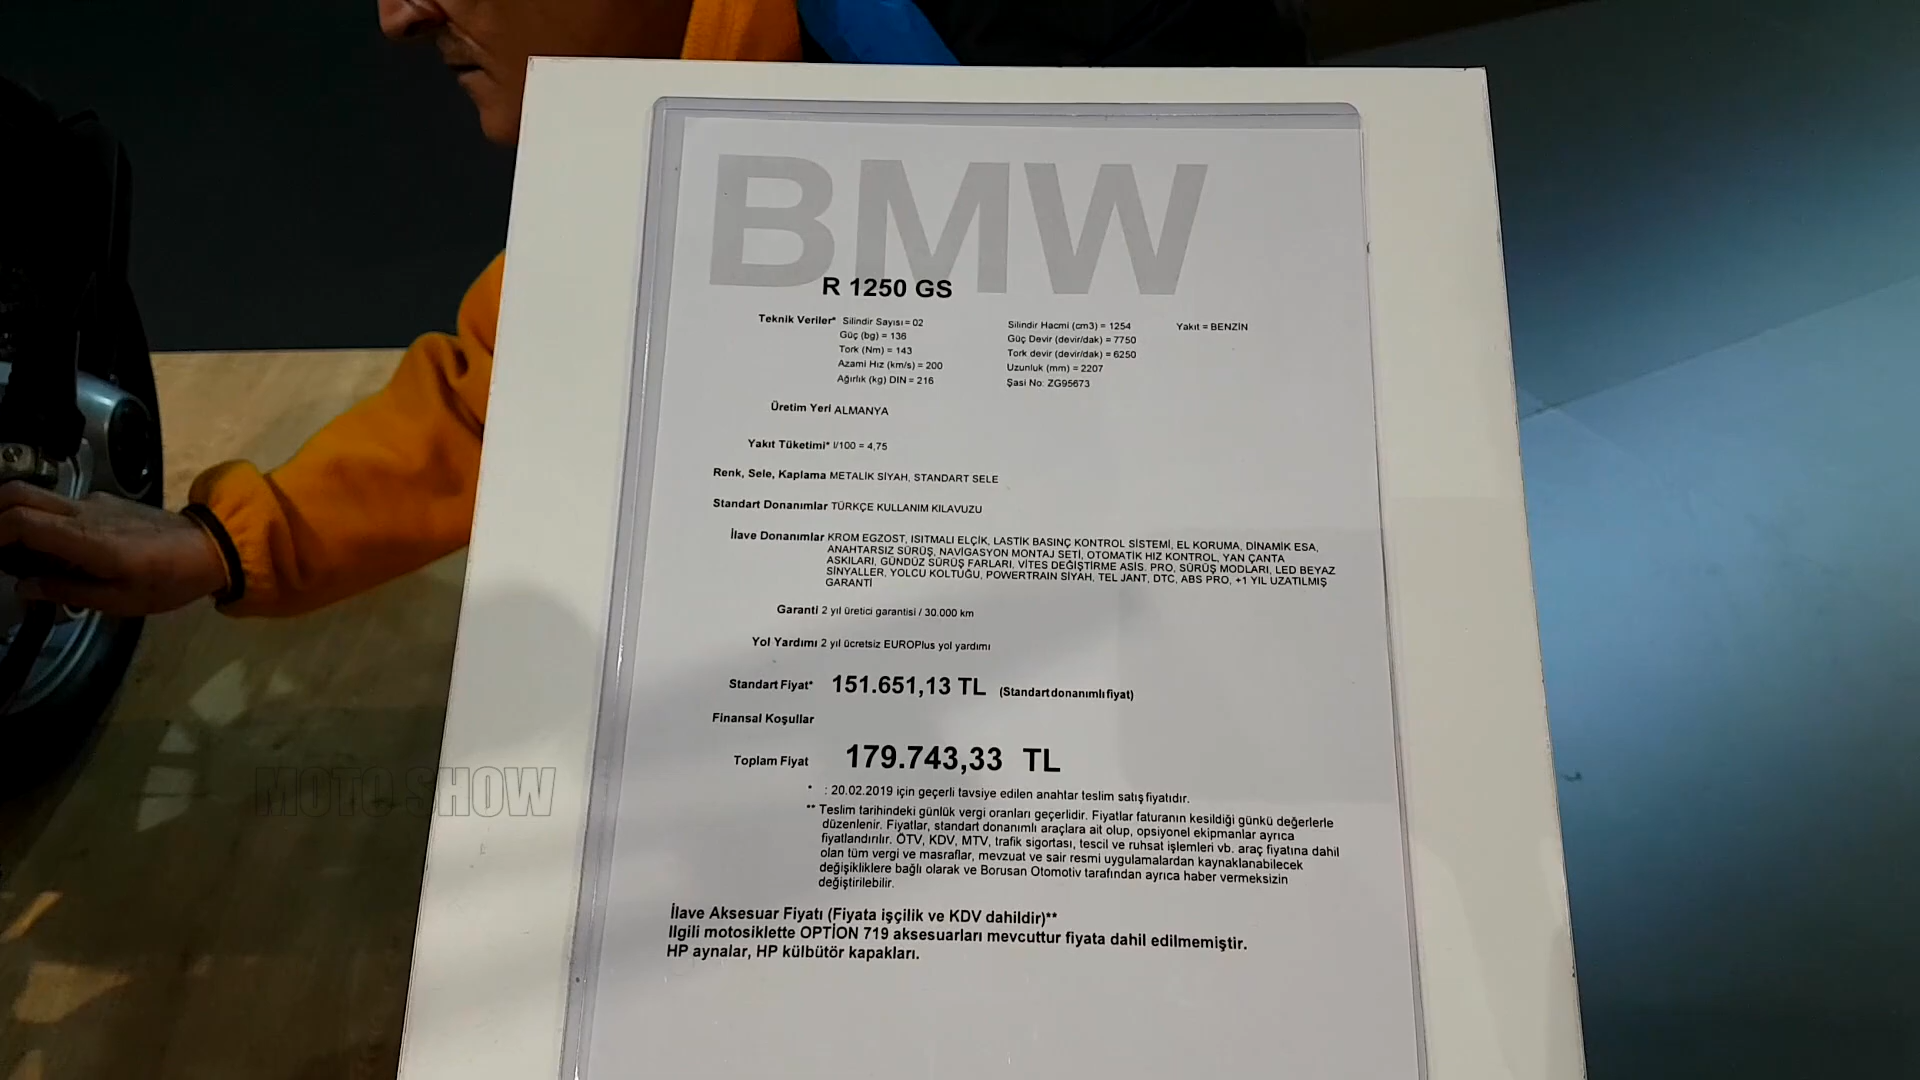 BMW
R 1250 GS
Teknik Veriler* Silindir Sayısı = 02 Silindir Hacmi (cm3) = 1254 Yakıt = BENZİN
Güç (bg) = 136 Güç Devir (devir/dak) = 7750
Tork (Nm) = 143 Tork devir (devir/dak) = 6250
Azami Hız (km/s) = 200 Uzunluk (mm) = 2207
Ağırlık (kg) DIN = 216 Şasi No: ZG95673
Üretim Yeri ALMANYA
Yakıt Tüketimi* l/100 = 4,75
Renk, Sele, Kaplama METALİK SİYAH, STANDART SELE
Standart Donanımlar TÜRKÇE KULLANIM KILAVUZU
İlave Donanımlar KROM EGZOST, ISITMALI ELÇİK, LASTİK BASINÇ KONTROL SİSTEMİ, EL KORUMA, DİNAMİK ESA,
ANAHTARSIZ SÜRÜŞ, NAVİGASYON MONTAJ SETİ, OTOMATİK HIZ KONTROL, YAN ÇANTA
ASKILARI, GÜNDÜZ SÜRÜŞ FARLARI, VİTES DEĞİŞTİRME ASİS. PRO, SÜRÜŞ MODLARI, LED BEYAZ
SİNYALLER, YOLCU KOLTUĞU, POWERTRAIN SİYAH, TEL JANT, DTC, ABS PRO, +1 YIL UZATILMIŞ
GARANTİ
Garanti 2 yıl üretici garantisi / 30.000 km
Yol Yardımı 2 yıl ücretsiz EUROPlus yol yardımı
Standart Fiyat* 151.651,13 TL (Standart donanımlı fiyat)
Finansal Koşullar
Toplam Fiyat 179.743,33 TL
* : 20.02.2019 için geçerli tavsiye edilen anahtar teslim satış fiyatıdır.
** Teslim tarihindeki günlük vergi oranları geçerlidir. Fiyatlar faturanın kesildiği günkü değerlerle
düzenlenir. Fiyatlar, standart donanımlı araçlara ait olup, opsiyonel ekipmanlar ayrıca
fiyatlandırılır. ÖTV, KDV, MTV, trafik sigortası, tescil ve ruhsat işlemleri vb. araç fiyatına dahil
olan tüm vergi ve masraflar, mevzuat ve sair resmi uygulamalardan kaynaklanabilecek
değişikliklere bağlı olarak ve Borusan Otomotiv tarafından ayrıca haber vermeksizin
değiştirilebilir.
İlave Aksesuar Fiyatı (Fiyata işçilik ve KDV dahildir)**
Ilgili motosiklette OPTİON 719 aksesuarları mevcuttur fiyata dahil edilmemiştir.
HP aynalar, HP külbütör kapakları.
MOTO SHOW